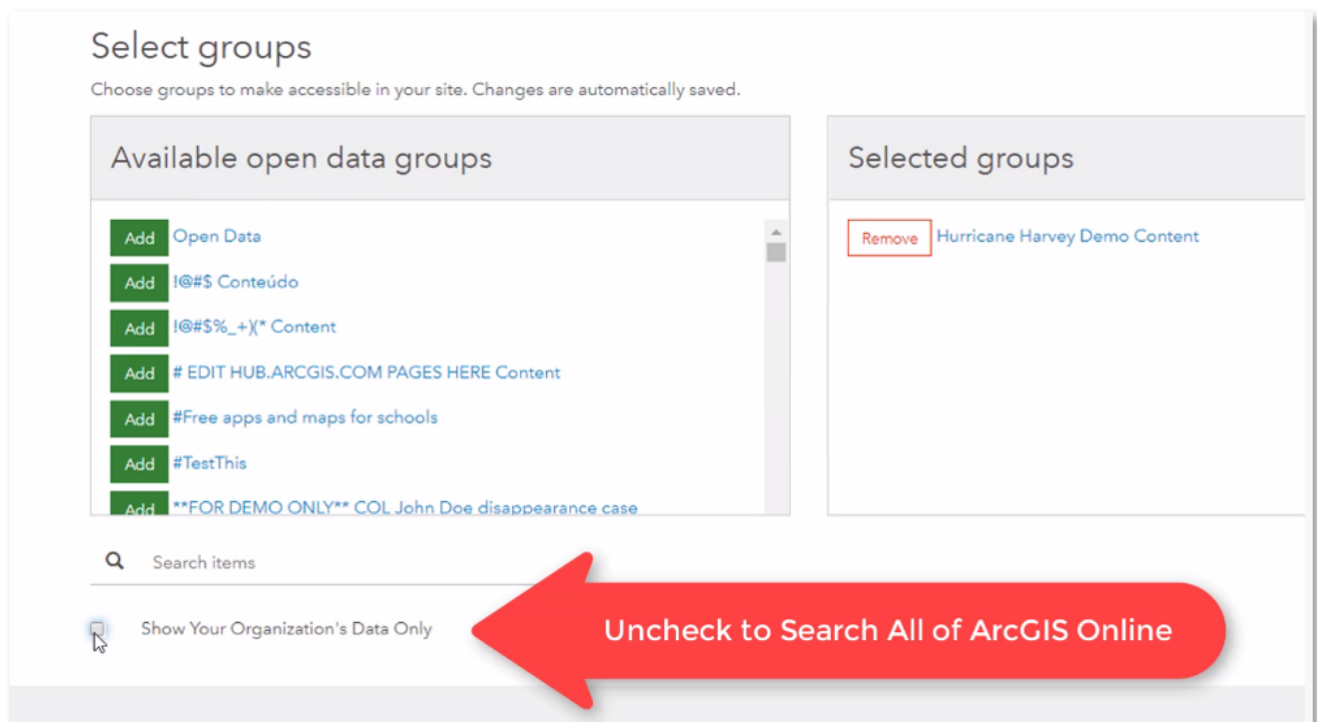 Select groups
Choose groups to make accessible in your site. Changes are automatically saved.
Available open data groups
Add Open Data
Add !@#$ Conteúdo
Add !@#$%_+)(* Content
Add # EDIT HUB.ARCGIS.COM PAGES HERE Content
Add #Free apps and maps for schools
Add #TestThis
Add **FOR DEMO ONLY** COL John Doe disappearance case
Selected groups
Remove Hurricane Harvey Demo Content
Search items
Show Your Organization's Data Only
Uncheck to Search All of ArcGIS Online